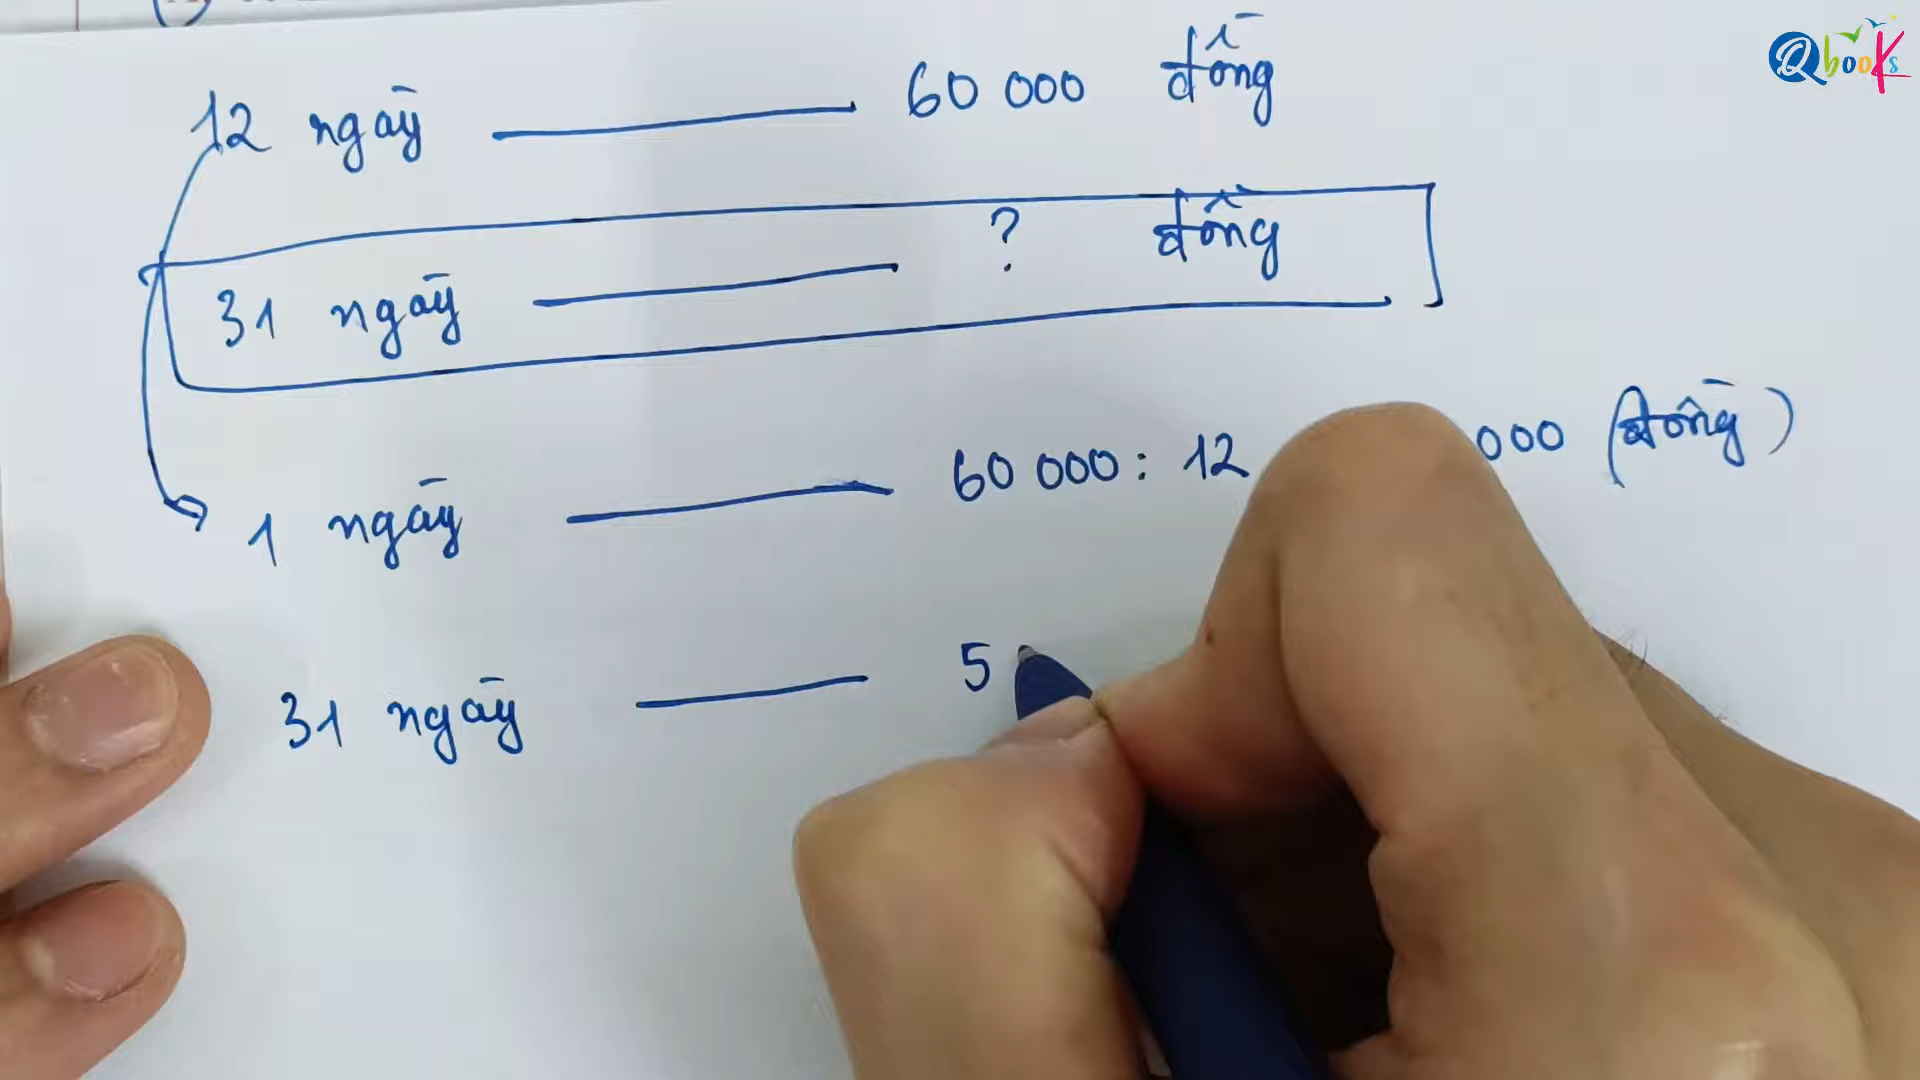 Qbooks
12 ngày 60 000 đồng
31 ngày ? đồng
1 ngày 60 000 : 12 000 (đồng)
31 ngày 5